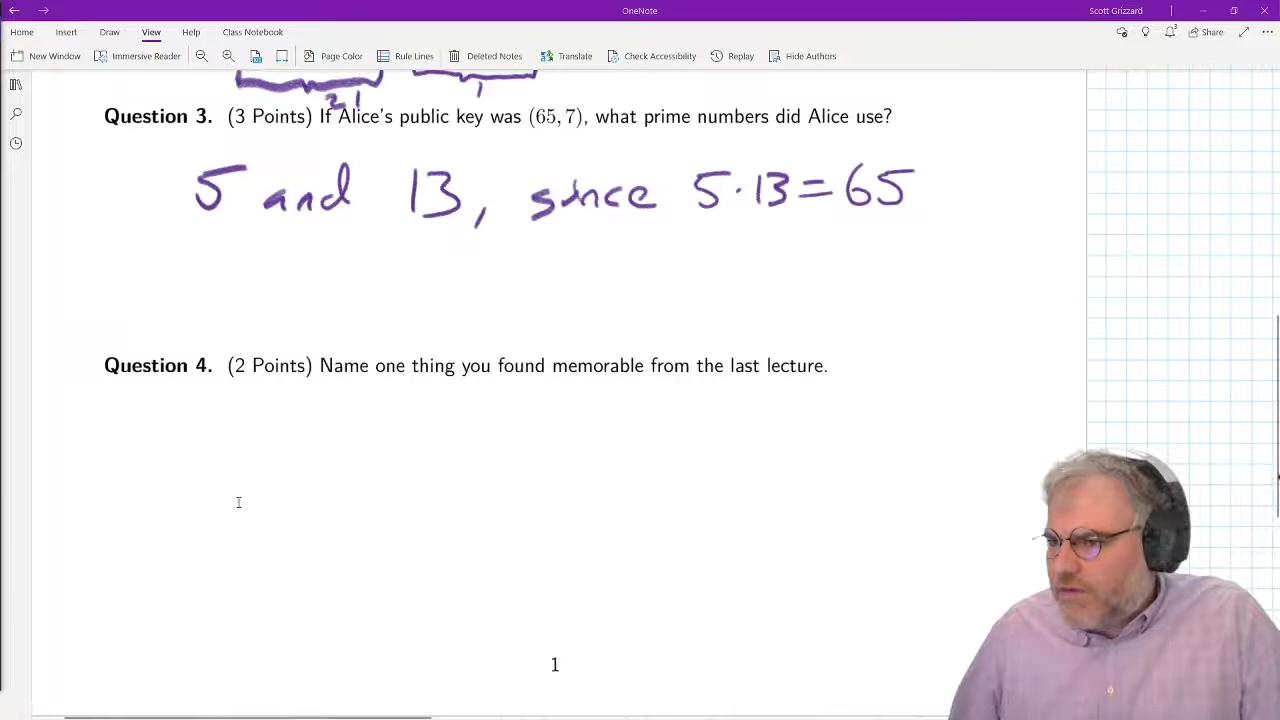 OneNote
Scott Grizzard
Home Insert Draw View Help Class Notebook
3
Share
New Window Immersive Reader Page Color Rule Lines Deleted Notes Translate Check Accessibility Replay Hide Authors
21
1
Question 3. (3 Points) If Alice's public key was (65, 7), what prime numbers did Alice use?
5 and 13, since 5·13=65
Question 4. (2 Points) Name one thing you found memorable from the last lecture.
1